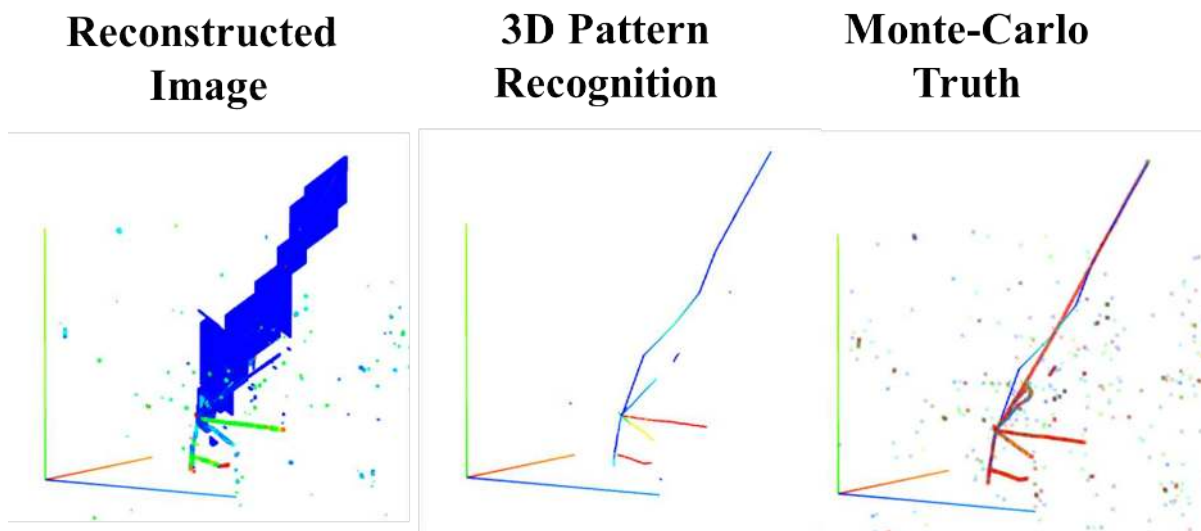 Reconstructed
Image
3D Pattern
Recognition
Monte-Carlo
Truth